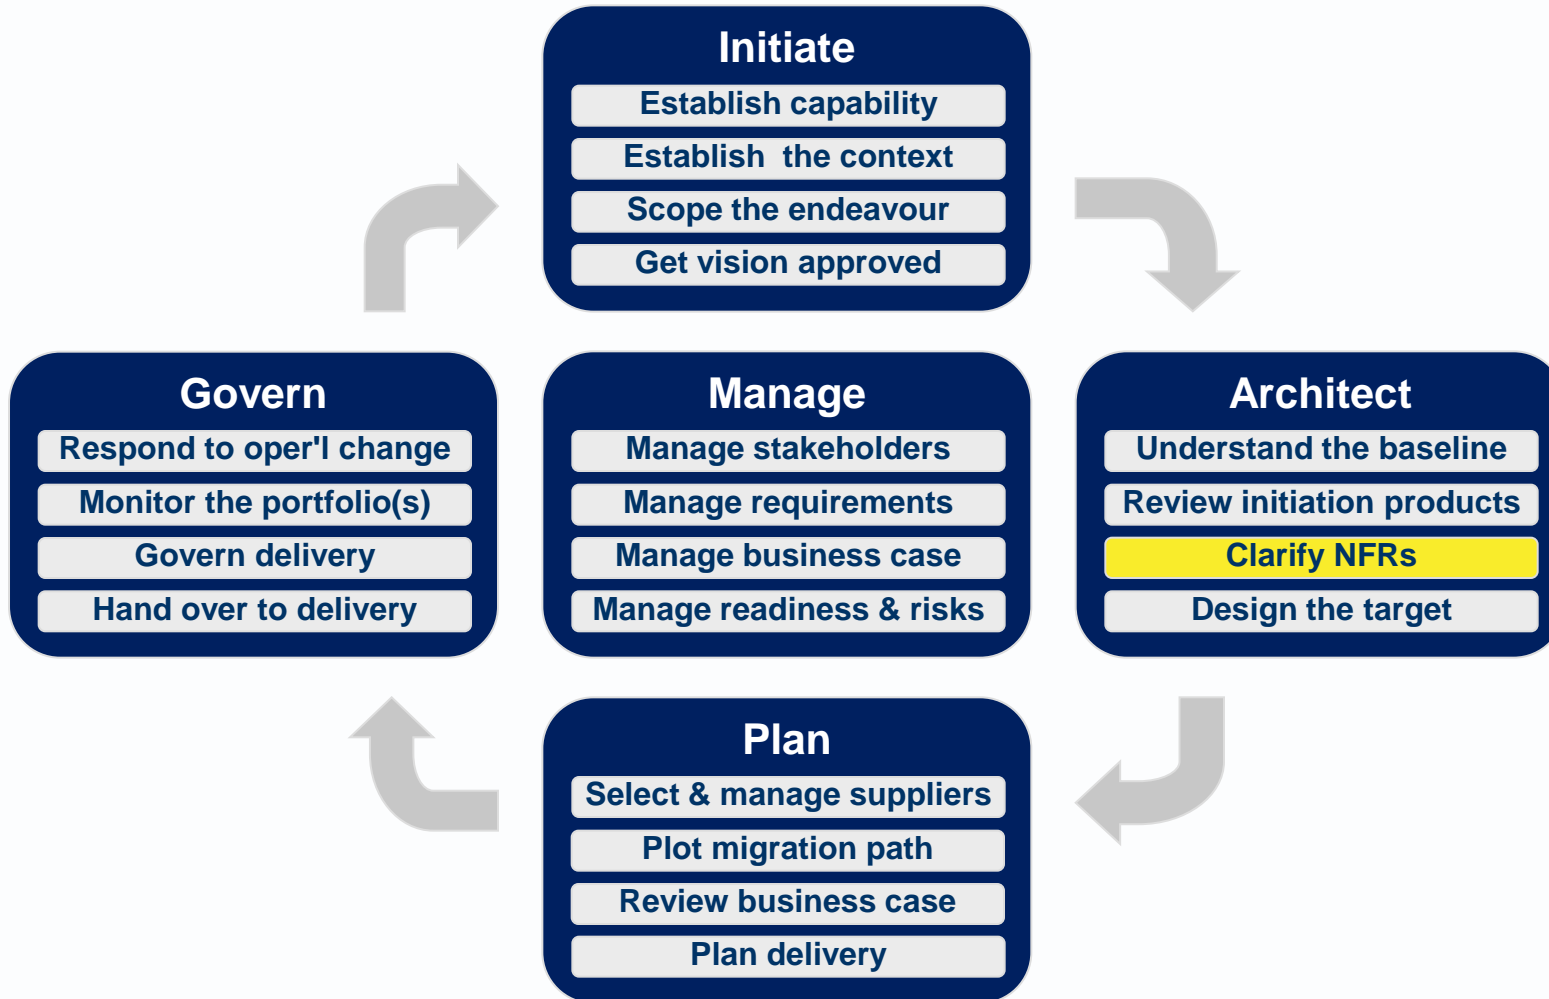 Initiate
Establish capability
Establish  the context
Scope the endeavour
Get vision approved
Govern
Respond to oper'l change
Monitor the portfolio(s)
Govern delivery
Hand over to delivery
Manage
Manage stakeholders
Manage requirements
Manage business case
Manage readiness & risks
Architect
Understand the baseline
Review initiation products
Clarify NFRs
Design the target
Plan
Select & manage suppliers
Plot migration path
Review business case
Plan delivery